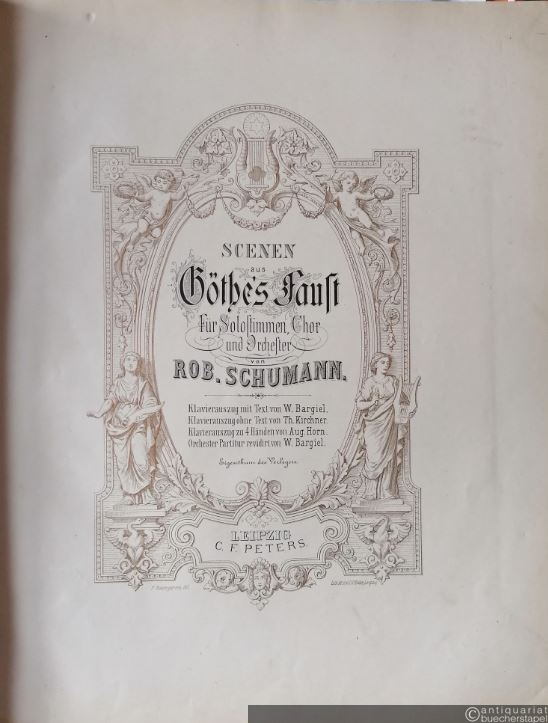 SCENEN
aus
Göthe's Faust
Für Solostimmen, Chor
und Orchester
von
ROB. SCHUMANN.
Klavierauszug mit Text von W. Bargiel.
Klavierauszug ohne Text von Th. Kirchner.
Klavierauszug zu 4 Händen von Aug. Horn.
Orchester Partitur revidirt von W. Bargiel.
Eigenthum des Verlegers.
LEIPZIG
C. F. PETERS.
© antiquariat
buecherstapel